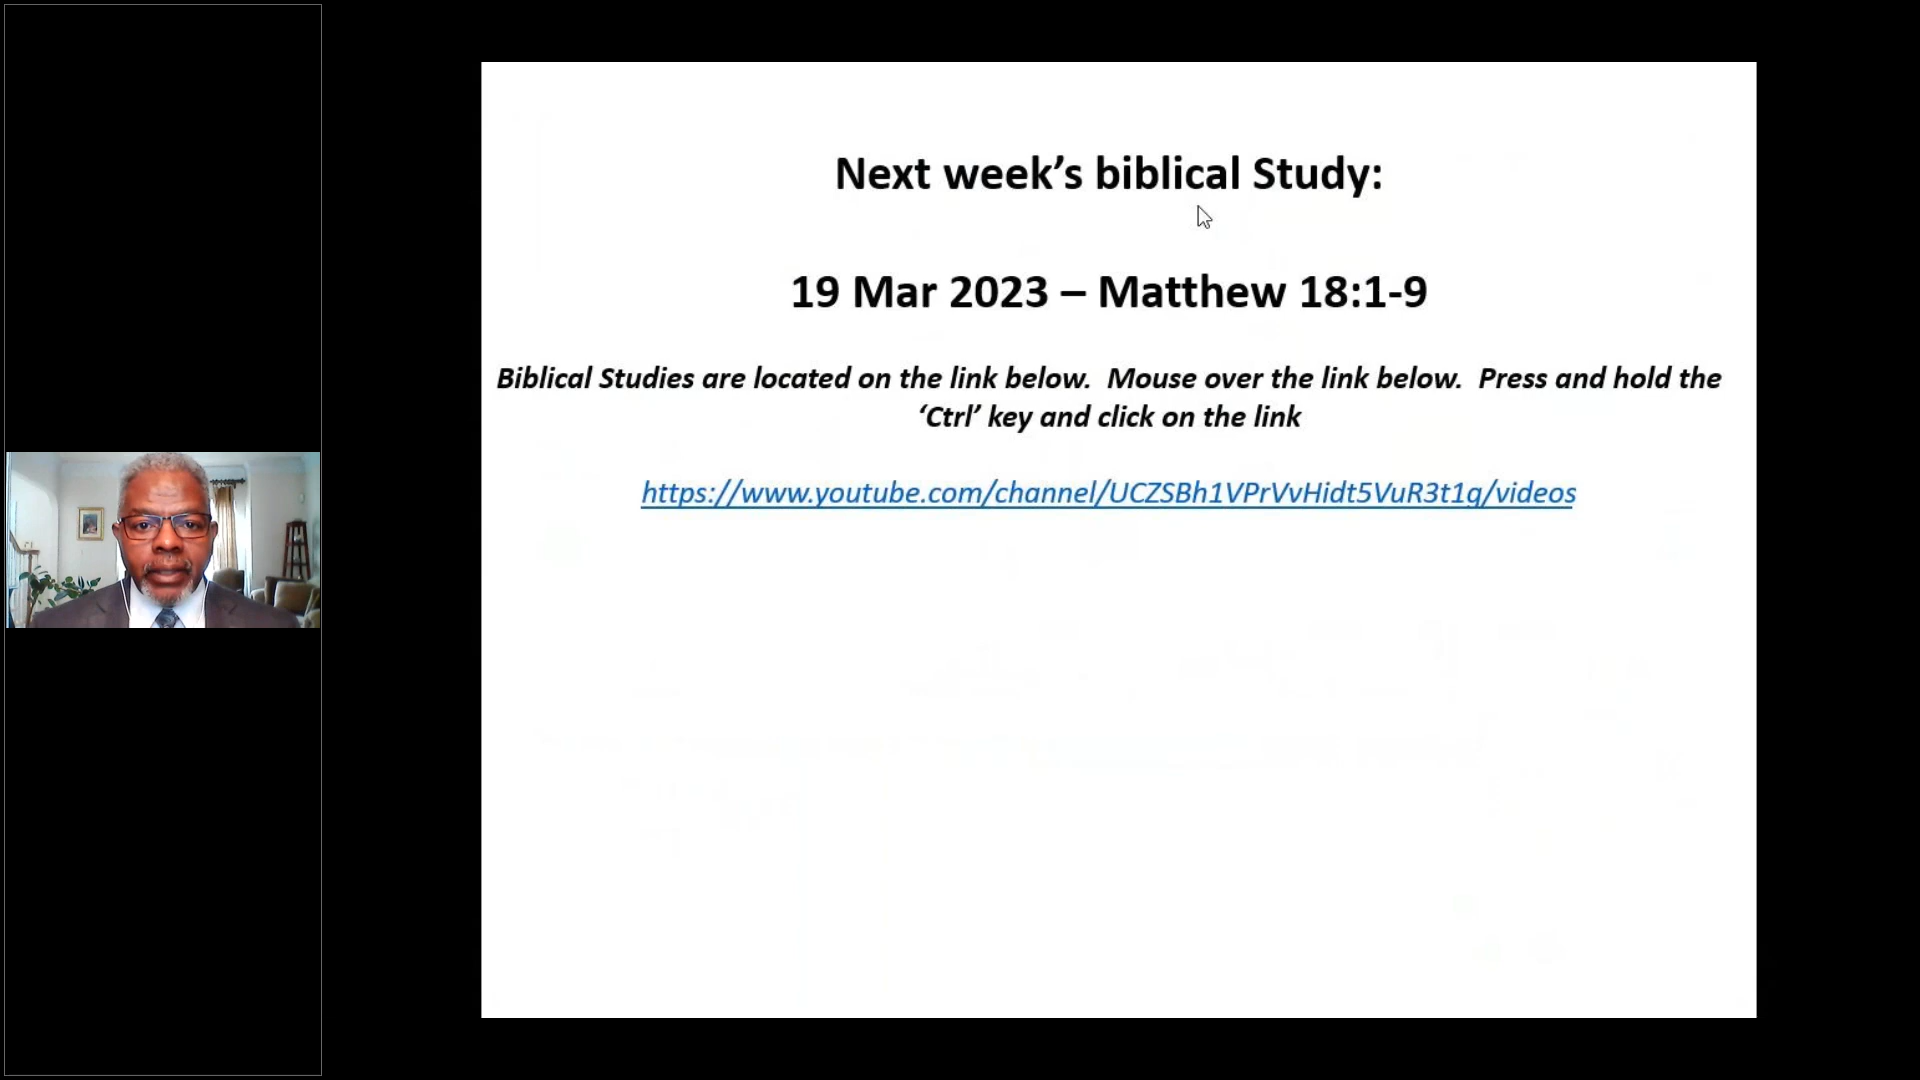 Next week’s biblical Study:
19 Mar 2023 – Matthew 18:1-9
Biblical Studies are located on the link below.  Mouse over the link below.  Press and hold the
‘Ctrl’ key and click on the link
https://www.youtube.com/channel/UCZSBh1VPrVvHidt5VuR3t1g/videos